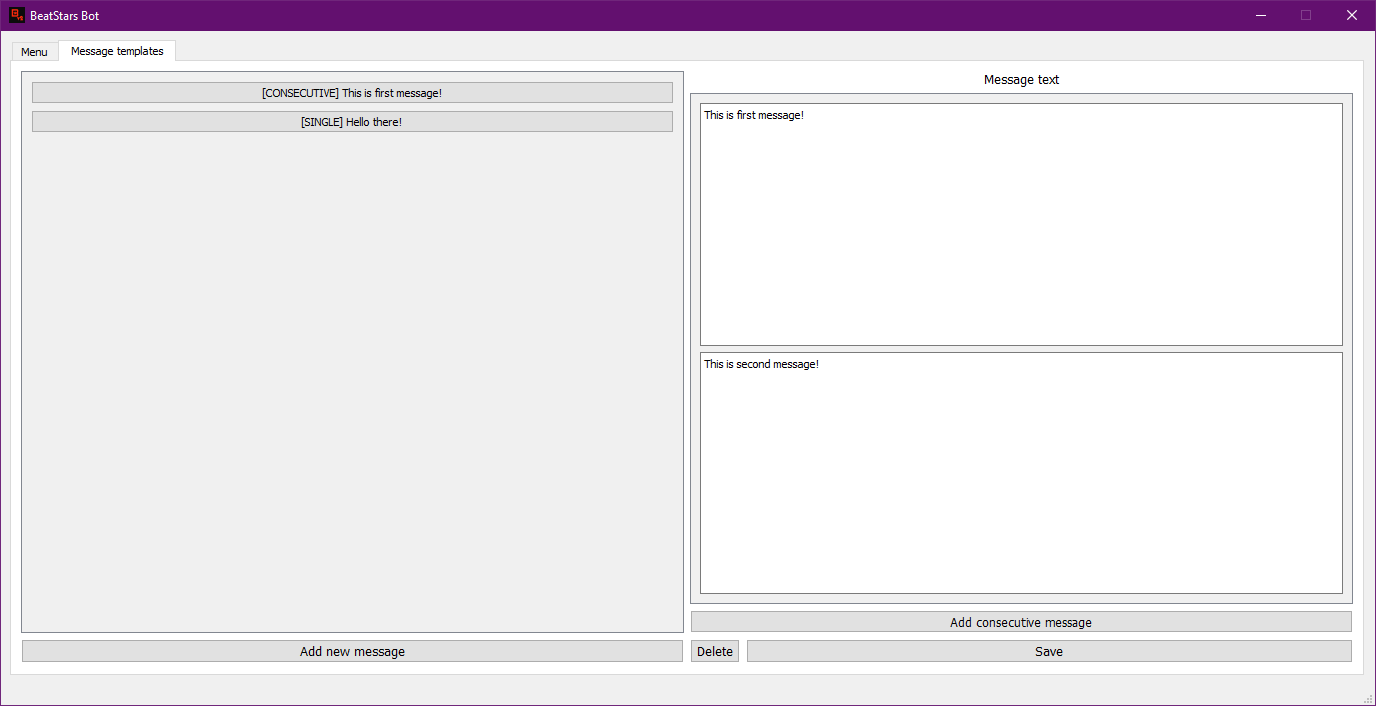 BeatStars Bot
Menu
Message templates
[CONSECUTIVE] This is first message!
[SINGLE] Hello there!
Add new message
Message text
This is first message!
This is second message!
Add consecutive message
Delete
Save